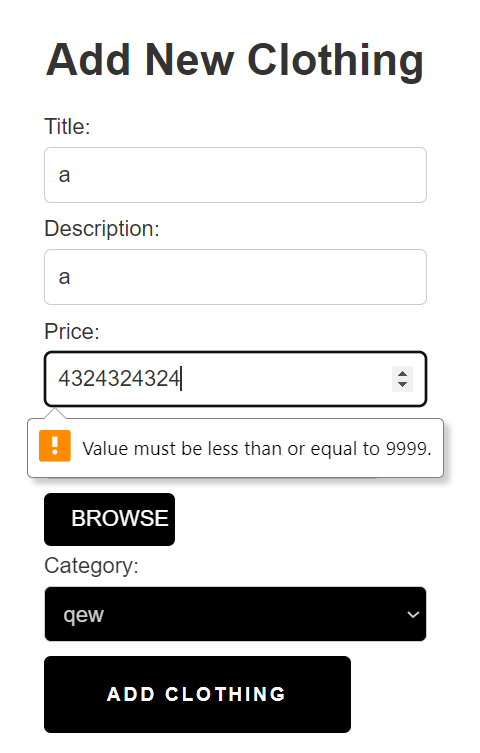 Add New Clothing
Title:
a
Description:
a
Price:
4324324324
Value must be less than or equal to 9999.
BROWSE
Category:
qew
ADD CLOTHING